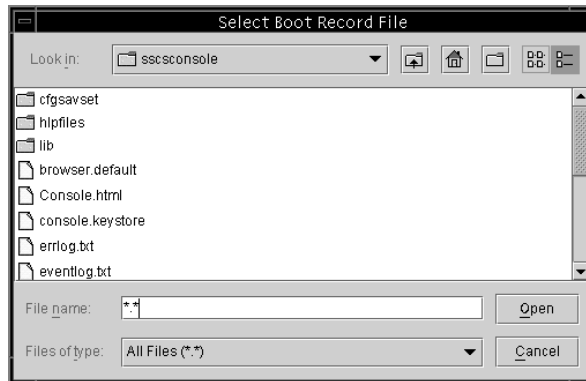 Select Boot Record File
Look in: sscsconsole
cfgsavset
hlpfiles
lib
browser.default
Console.html
console.keystore
errlog.txt
eventlog.txt
File name: *.* Open
Files of type: All Files (*.*) Cancel